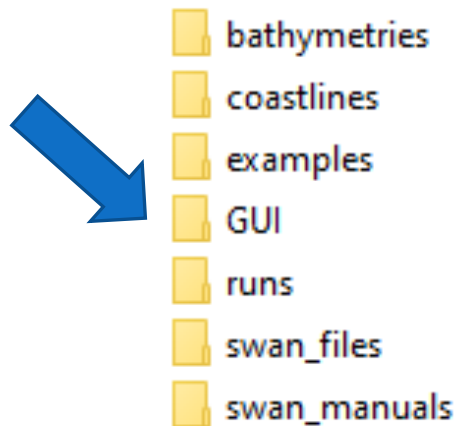 bathymetries
coastlines
examples
GUI
runs
swan_files
swan_manuals